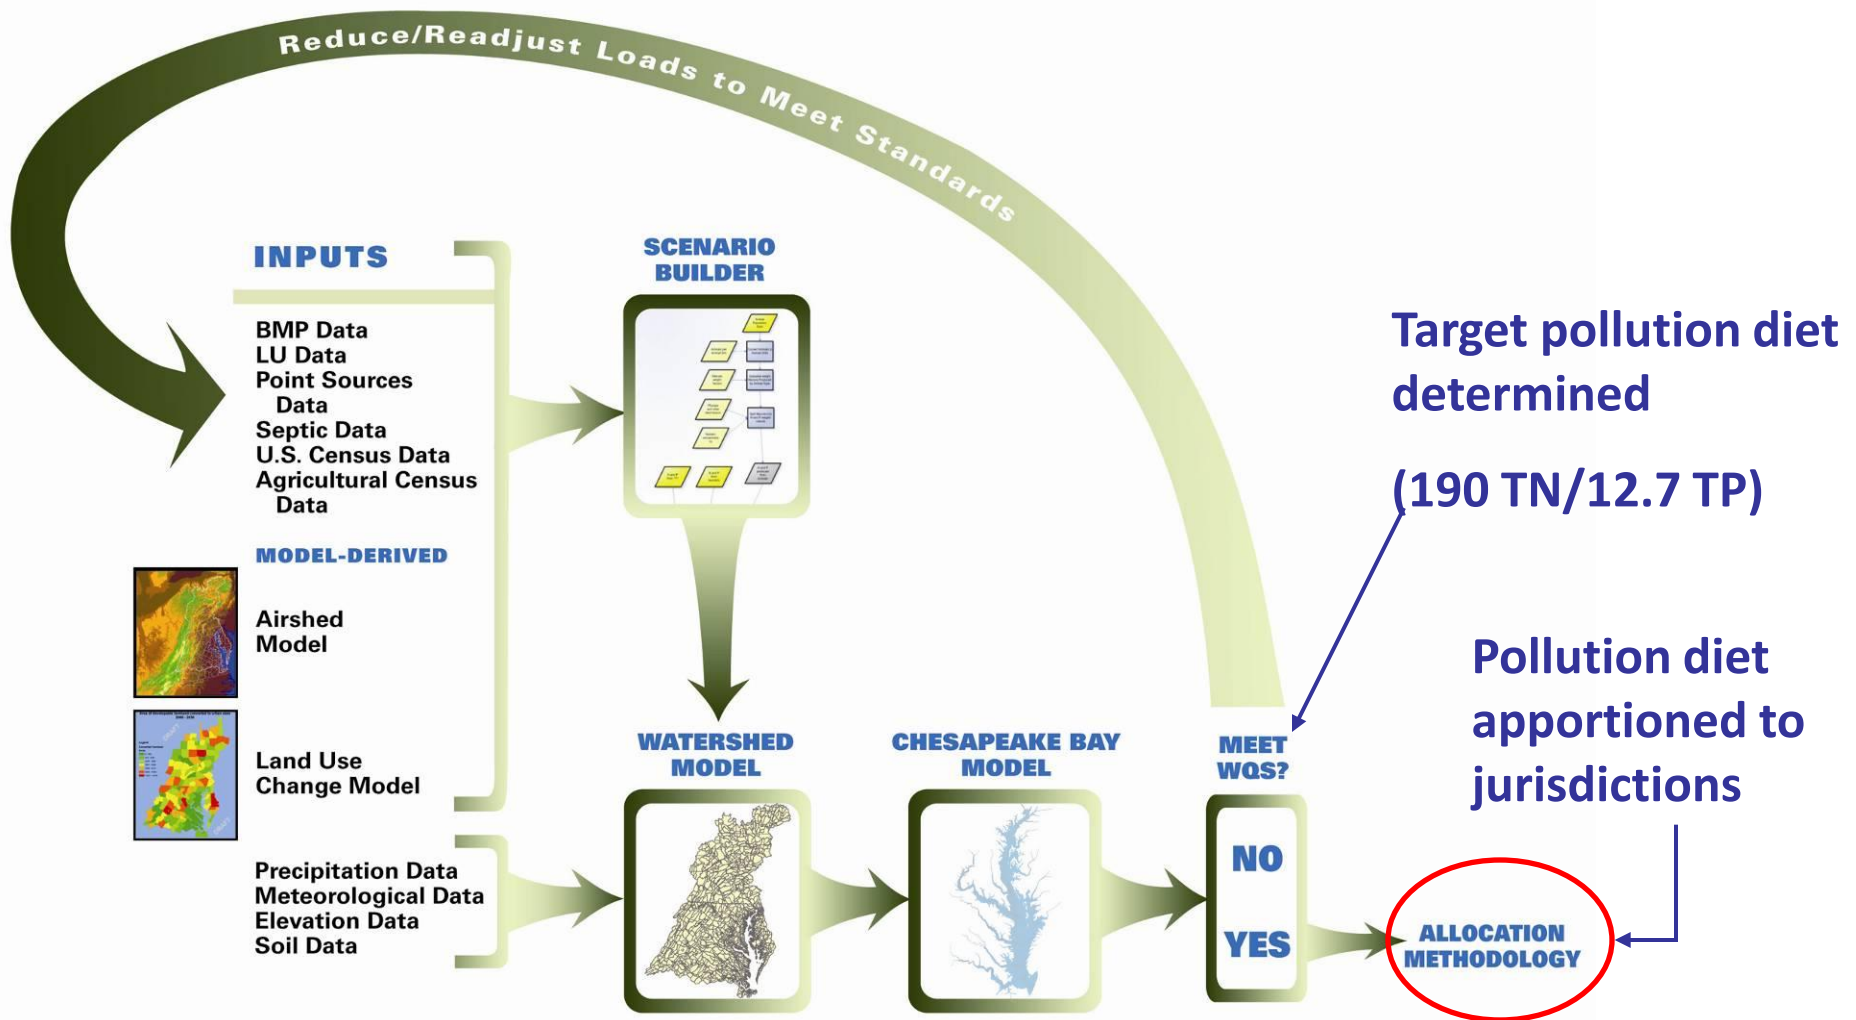 Reduce/Readjust Loads to Meet Standards
INPUTS
BMP Data
LU Data
Point Sources
Data
Septic Data
U.S. Census Data
Agricultural Census
Data
MODEL-DERIVED
Airshed
Model
Land Use
Change Model
Precipitation Data
Meteorological Data
Elevation Data
Soil Data
SCENARIO
BUILDER
WATERSHED
MODEL
CHESAPEAKE BAY
MODEL
MEET
WQS?
NO
YES
ALLOCATION
METHODOLOGY
Target pollution diet
determined
(190 TN/12.7 TP)
Pollution diet
apportioned to
jurisdictions